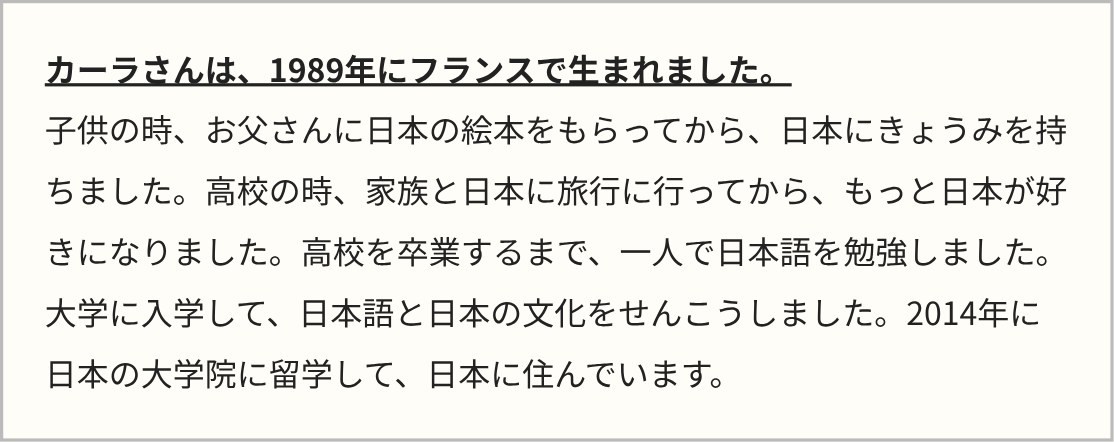 カーラさんは、1989年にフランスで生まれました。
子供の時、お父さんに日本の絵本をもらってから、日本にきょうみを持
ちました。高校の時、家族と日本に旅行に行ってから、もっと日本が好
きになりました。高校を卒業するまで、一人で日本語を勉強しました。
大学に入学して、日本語と日本の文化をせんこうしました。2014年に
日本の大学院に留学して、日本に住んでいます。